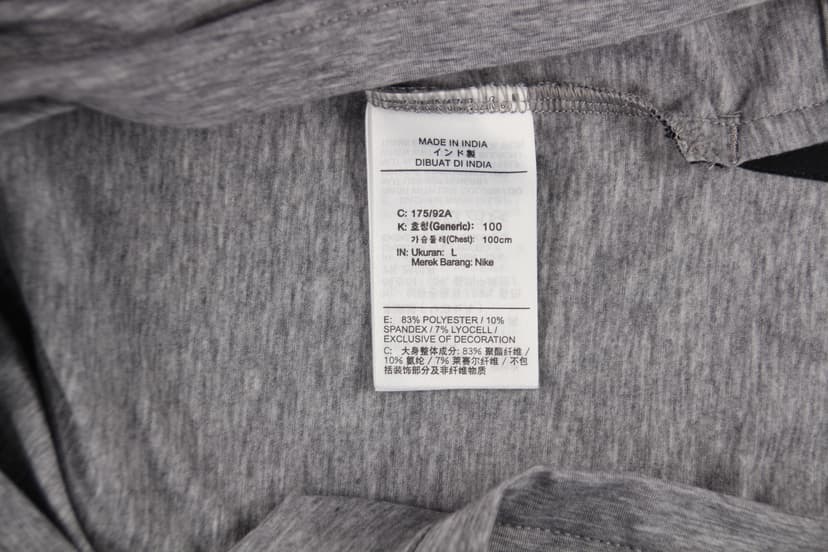 MADE IN INDIA
インド製
DIBUAT DI INDIA
C: 175/92A
K: 호칭(Generic): 100
가슴둘레(Chest): 100cm
IN: Ukuran: L
Merek Barang: Nike
E: 83% POLYESTER / 10%
SPANDEX / 7% LYOCELL /
EXCLUSIVE OF DECORATION
C: 大身整体成分: 83% 聚酯纤维 /
10% 氨纶 / 7% 莱赛尔纤维 / 不包
括装饰部分及非纤维物质